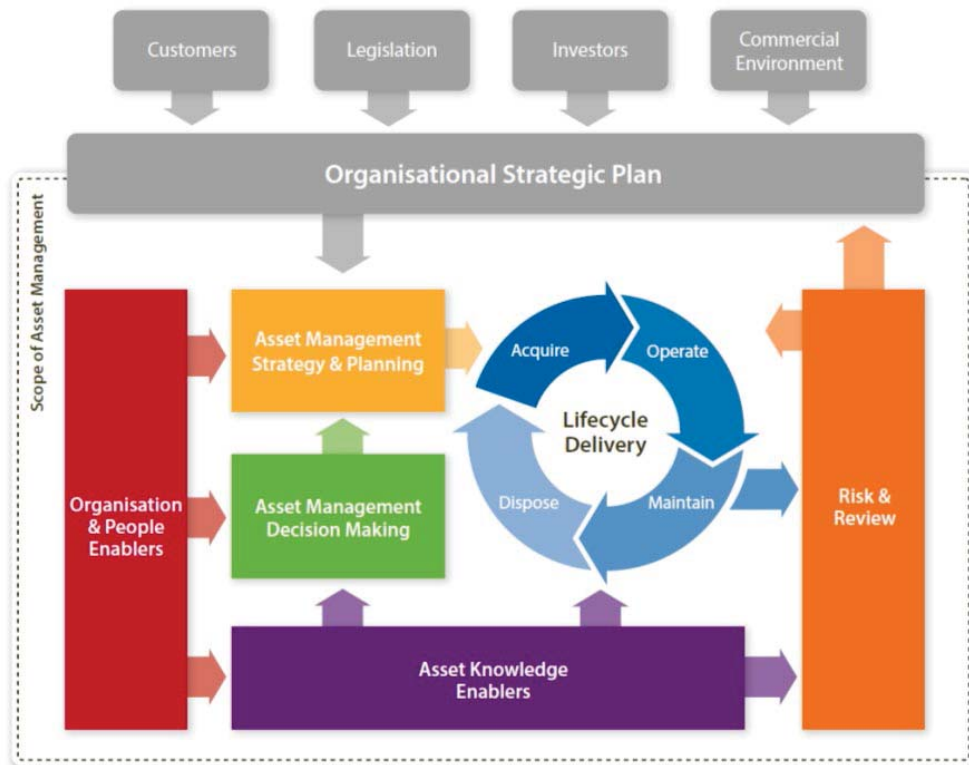 Customers
Legislation
Investors
Commercial
Environment
Organisational Strategic Plan
Scope of Asset Management
Organisation
& People
Enablers
Asset Management
Strategy & Planning
Asset Management
Decision Making
Acquire
Operate
Lifecycle
Delivery
Dispose
Maintain
Risk &
Review
Asset Knowledge
Enablers